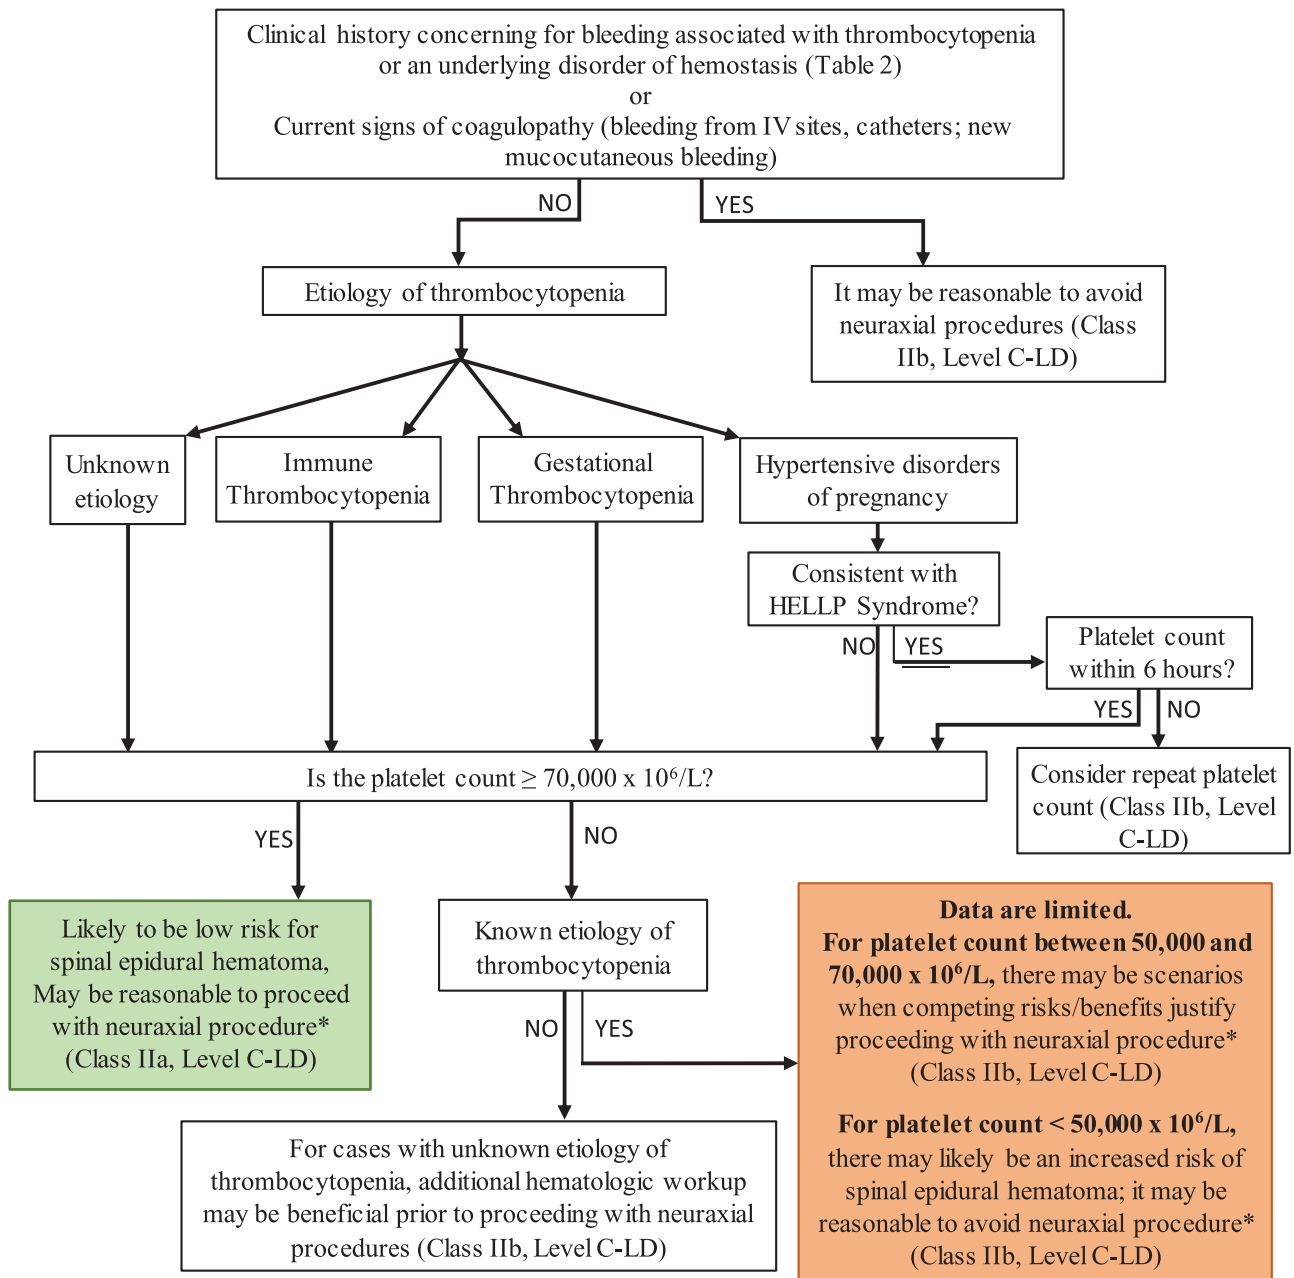 Clinical history concerning for bleeding associated with thrombocytopenia
or an underlying disorder of hemostasis (Table 2)
or
Current signs of coagulopathy (bleeding from IV sites, catheters; new
mucocutaneous bleeding)
NO
YES
Etiology of thrombocytopenia
It may be reasonable to avoid
neuraxial procedures (Class
IIb, Level C-LD)
Unknown
etiology
Immune
Thrombocytopenia
Gestational
Thrombocytopenia
Hypertensive disorders
of pregnancy
Consistent with
HELLP Syndrome?
NO
YES
Platelet count
within 6 hours?
YES
NO
Consider repeat platelet
count (Class IIb, Level
C-LD)
Is the platelet count ≥ 70,000 x 10⁶/L?
YES
NO
Likely to be low risk for
spinal epidural hematoma,
May be reasonable to proceed
with neuraxial procedure*
(Class IIa, Level C-LD)
Known etiology of
thrombocytopenia
NO
YES
For cases with unknown etiology of
thrombocytopenia, additional hematologic workup
may be beneficial prior to proceeding with neuraxial
procedures (Class IIb, Level C-LD)
Data are limited.
For platelet count between 50,000 and
70,000 x 10⁶/L, there may be scenarios
when competing risks/benefits justify
proceeding with neuraxial procedure*
(Class IIb, Level C-LD)
For platelet count < 50,000 x 10⁶/L,
there may likely be an increased risk of
spinal epidural hematoma; it may be
reasonable to avoid neuraxial procedure*
(Class IIb, Level C-LD)